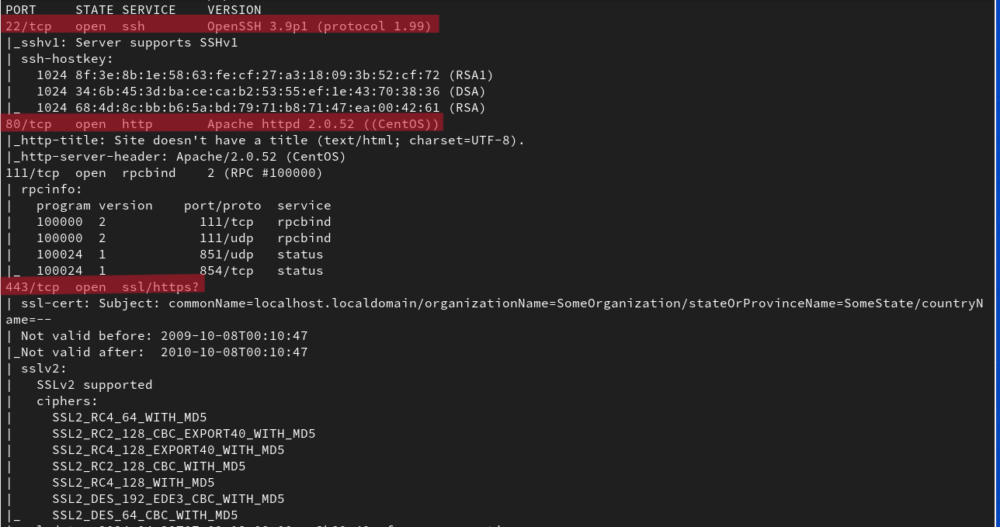 PORT     STATE SERVICE    VERSION
22/tcp   open  ssh        OpenSSH 3.9p1 (protocol 1.99)
|_sshv1: Server supports SSHv1
| ssh-hostkey:
|   1024 8f:3e:8b:1e:58:63:fe:cf:27:a3:18:09:3b:52:cf:72 (RSA1)
|   1024 34:6b:45:3d:ba:ce:ca:b2:53:55:ef:1e:43:70:38:36 (DSA)
|_  1024 68:4d:8c:bb:b6:5a:bd:79:71:b8:71:47:ea:00:42:61 (RSA)
80/tcp   open  http       Apache httpd 2.0.52 ((CentOS))
|_http-title: Site doesn't have a title (text/html; charset=UTF-8).
|_http-server-header: Apache/2.0.52 (CentOS)
111/tcp  open  rpcbind    2 (RPC #100000)
| rpcinfo:
|   program version    port/proto  service
|   100000  2            111/tcp   rpcbind
|   100000  2            111/udp   rpcbind
|   100024  1            851/udp   status
|_  100024  1            854/tcp   status
443/tcp  open  ssl/https?
| ssl-cert: Subject: commonName=localhost.localdomain/organizationName=SomeOrganization/stateOrProvinceName=SomeState/countryN
ame=--
| Not valid before: 2009-10-08T00:10:47
|_Not valid after:  2010-10-08T00:10:47
| sslv2:
|   SSLv2 supported
|   ciphers:
|     SSL2_RC4_64_WITH_MD5
|     SSL2_RC2_128_CBC_EXPORT40_WITH_MD5
|     SSL2_RC4_128_EXPORT40_WITH_MD5
|     SSL2_RC2_128_CBC_WITH_MD5
|     SSL2_RC4_128_WITH_MD5
|     SSL2_DES_192_EDE3_CBC_WITH_MD5
|_    SSL2_DES_64_CBC_WITH_MD5